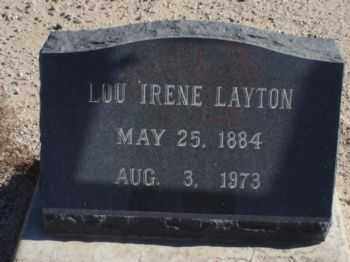 LOU IRENE LAYTON
MAY 25, 1884
AUG. 3, 1973